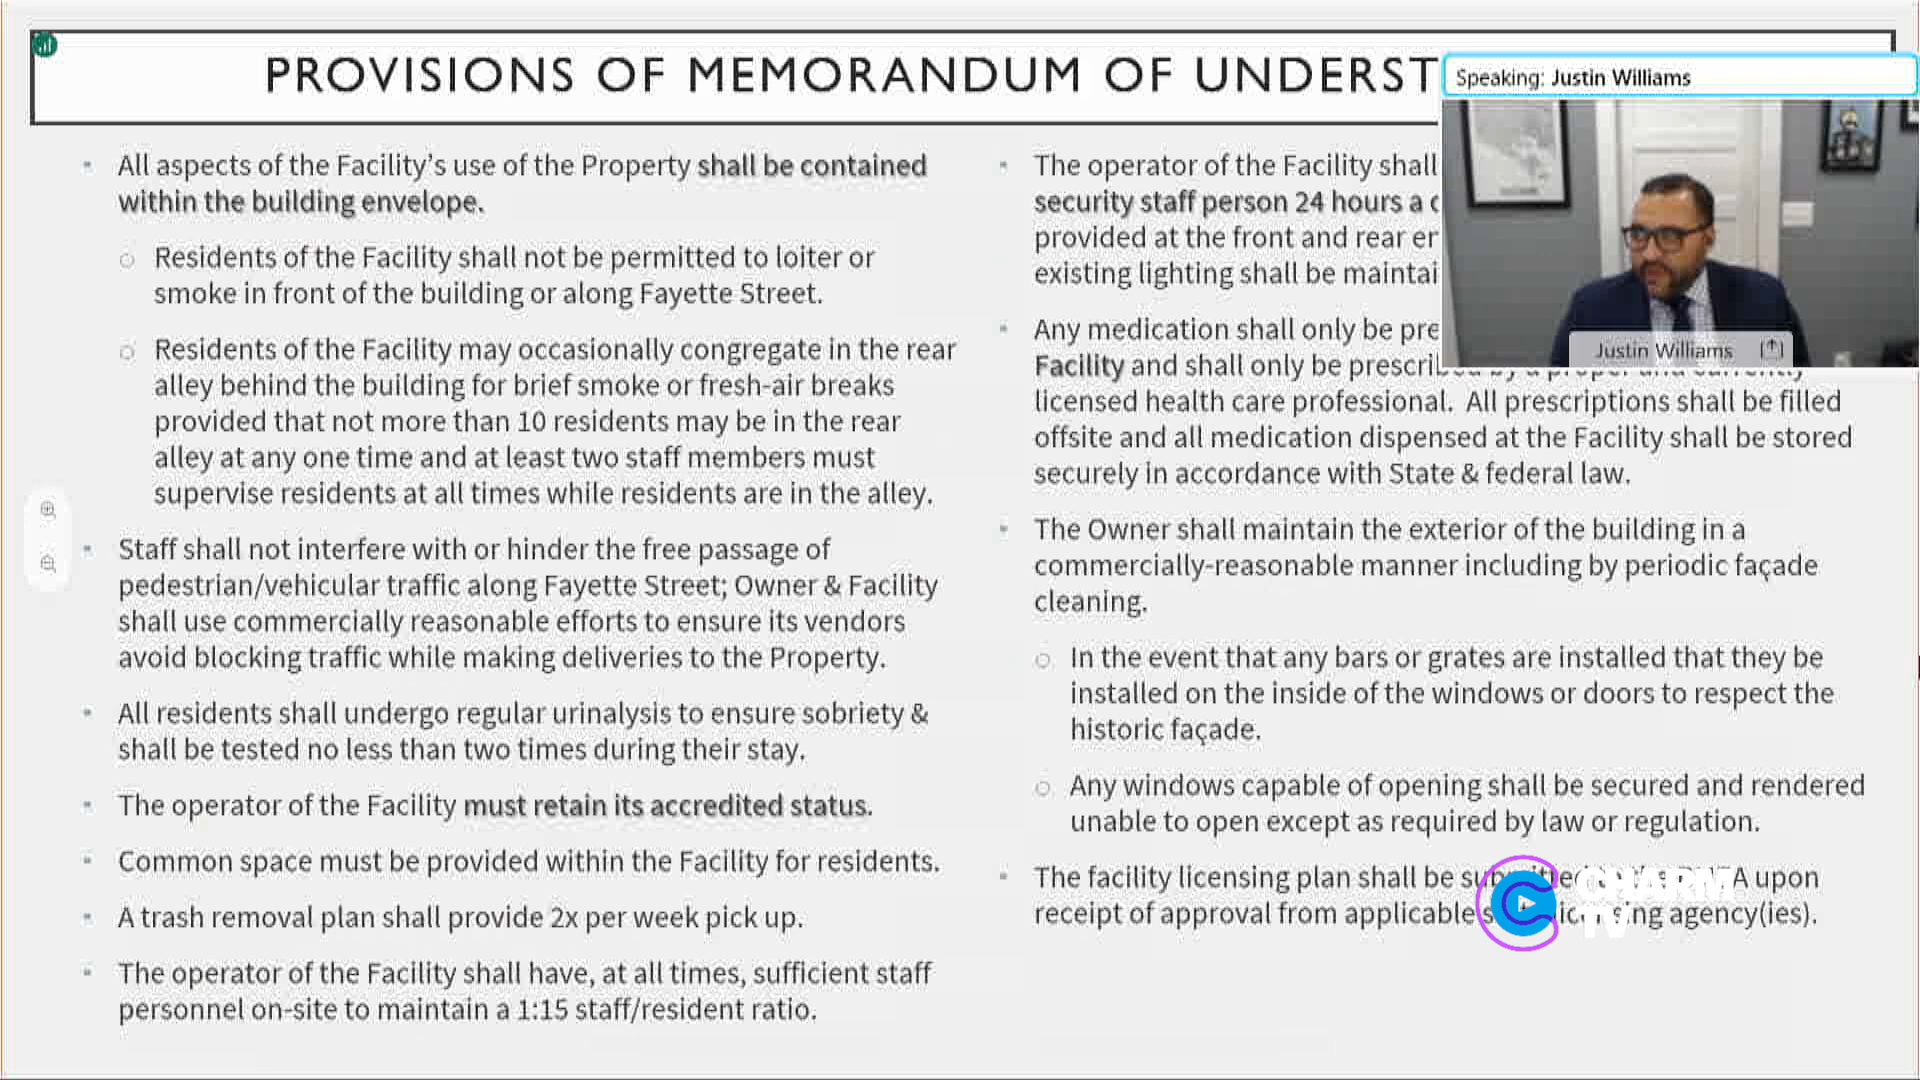 PROVISIONS OF MEMORANDUM OF UNDERST
Speaking: Justin Williams
Justin Williams
All aspects of the Facility's use of the Property shall be contained
within the building envelope.
Residents of the Facility shall not be permitted to loiter or
smoke in front of the building or along Fayette Street.
Residents of the Facility may occasionally congregate in the rear
alley behind the building for brief smoke or fresh-air breaks
provided that not more than 10 residents may be in the rear
alley at any one time and at least two staff members must
supervise residents at all times while residents are in the alley.
Staff shall not interfere with or hinder the free passage of
pedestrian/vehicular traffic along Fayette Street; Owner & Facility
shall use commercially reasonable efforts to ensure its vendors
avoid blocking traffic while making deliveries to the Property.
All residents shall undergo regular urinalysis to ensure sobriety &
shall be tested no less than two times during their stay.
The operator of the Facility must retain its accredited status.
Common space must be provided within the Facility for residents.
A trash removal plan shall provide 2x per week pick up.
The operator of the Facility shall have, at all times, sufficient staff
personnel on-site to maintain a 1:15 staff/resident ratio.
The operator of the Facility shall
security staff person 24 hours a
provided at the front and rear
existing lighting shall be
Any medication shall only be
Facility and shall only be
licensed health care professional. All prescriptions shall be filled
offsite and all medication dispensed at the Facility shall be stored
securely in accordance with State & federal law.
The Owner shall maintain the exterior of the building in a
commercially-reasonable manner including by periodic façade
cleaning.
In the event that any bars or grates are installed that they be
installed on the inside of the windows or doors to respect the
historic façade.
Any windows capable of opening shall be secured and rendered
unable to open except as required by law or regulation.
The facility licensing plan shall be upon
receipt of approval from applicable agency(ies).
CHARM
TV